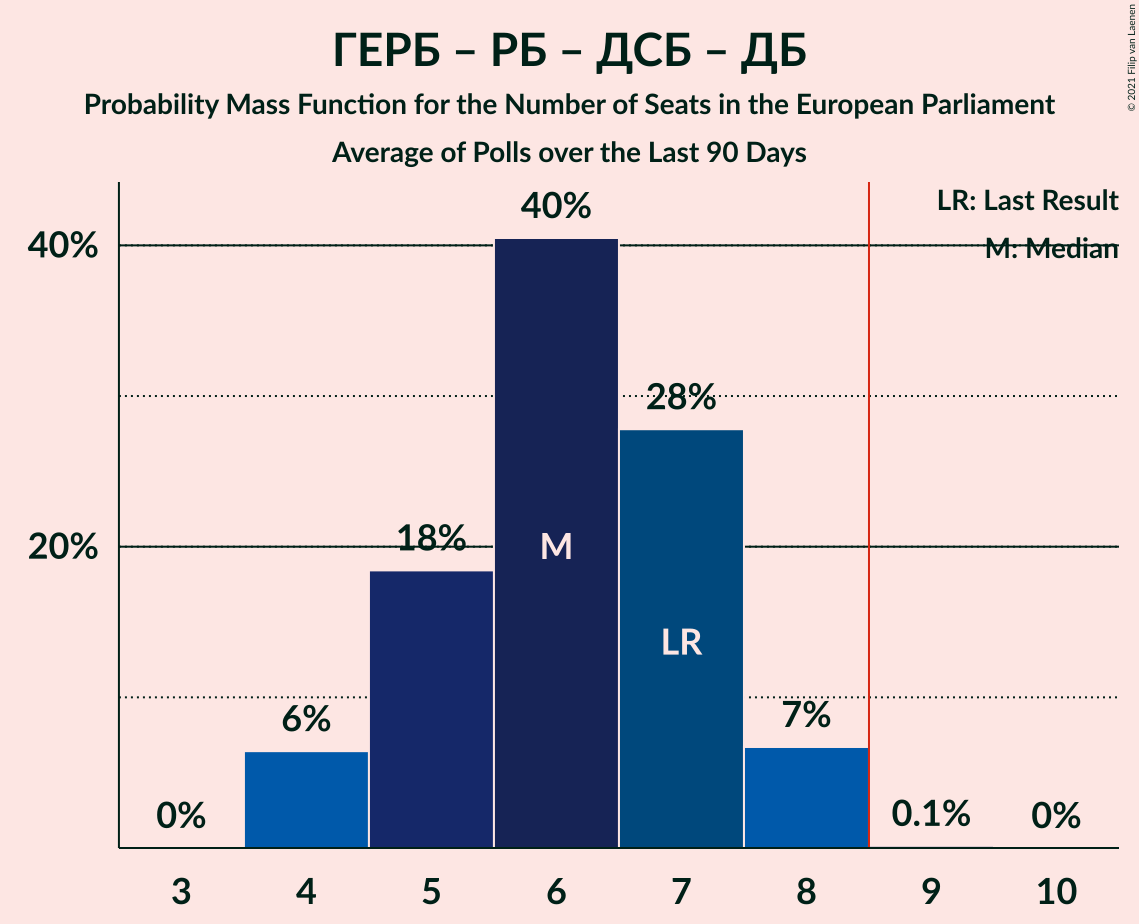 ГЕРБ – РБ – ДСБ – ДБ
Probability Mass Function for the Number of Seats in the European Parliament
Average of Polls over the Last 90 Days
© 2021 Filip van Laenen
LR: Last Result
M: Median
40%
20%
0%
6%
18%
40%
28%
7%
0.1%
0%
M
LR
3
4
5
6
7
8
9
10